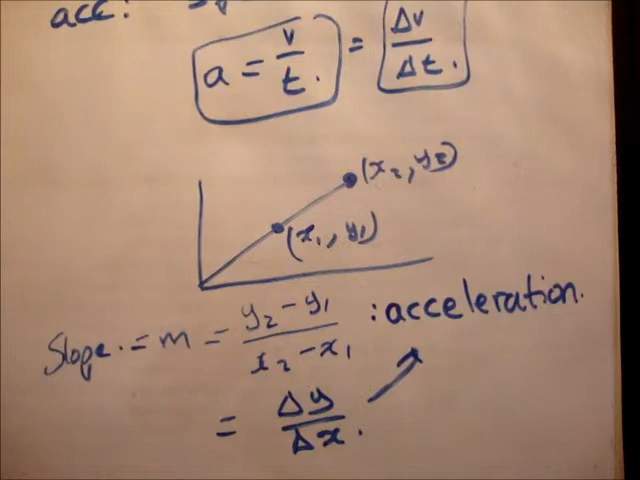 acc:
a = v/t. = Δv/Δt.
(x₂, y₂)
(x₁, y₁)
Slope. = m = y₂ - y₁ / x₂ - x₁ : acceleration.
= Δy/Δx.